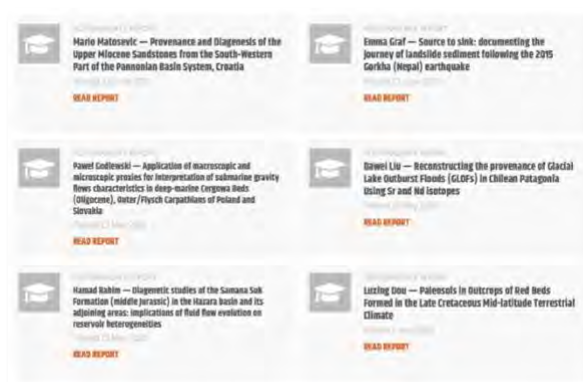 Mario Matosevic — Provenance and Diagenesis of the
Upper Miocene Sandstones from the South-Western
Part of the Pannonian Basin System, Croatia
READ REPORT
Emma Graf — Source to sink: documenting the
journey of landslide sediment following the 2015
Gorkha (Nepal) earthquake
READ REPORT
Pawel Godlewski — Application of macroscopic and
microscopic proxies for interpretation of submarine gravity
flows characteristics in deep-marine Cergowa Beds
(Oligocene), Outer/Flysch Carpathians of Poland and
Slovakia
READ REPORT
Dawei Liu — Reconstructing the provenance of Glacial
Lake Outburst Floods (GLOFs) in Chilean Patagonia
Using Sr and Nd Isotopes
READ REPORT
Hamad Rahim — Diagenetic studies of the Samana Suk
Formation (middle Jurassic) in the Hazara basin and its
adjoining areas: implications of fluid flow evolution on
reservoir heterogeneities
READ REPORT
Luzing Dou — Paleosols in Outcrops of Red Beds
Formed in the Late Cretaceous Mid-latitude Terrestrial
Climate
READ REPORT